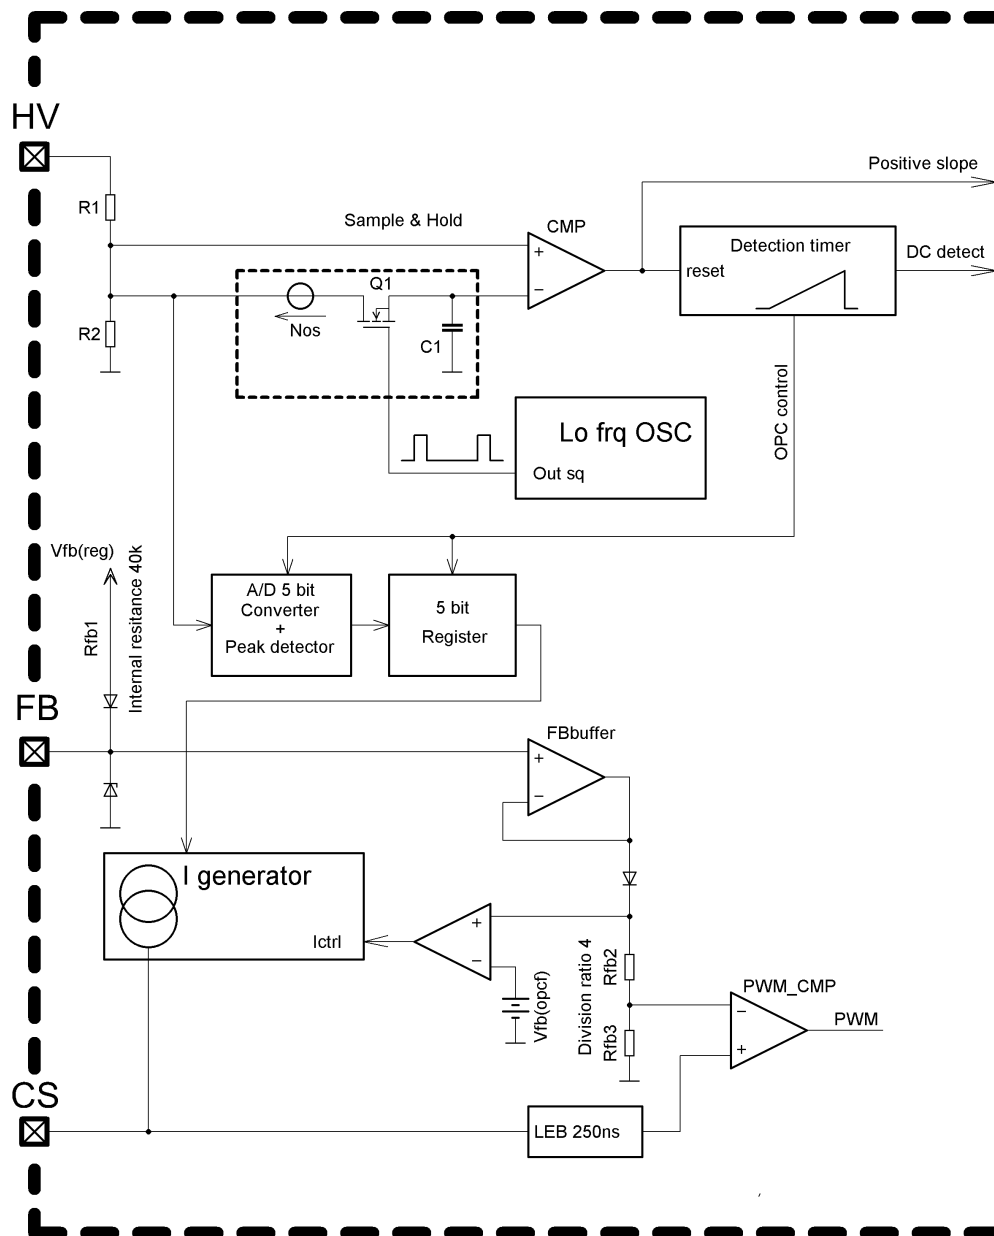 HV
Positive slope
R1
Sample & Hold
CMP
+
−
Detection timer
reset
DC detect
Q1
Nos
R2
C1
OPC control
Lo frq OSC
Out sq
Vfb(reg)
Rfb1
Internal resitance 40k
A/D 5 bit
Converter
+
Peak detector
5 bit
Register
FB
FBbuffer
+
−
I generator
Ictrl
+
−
Vfb(opcf)
Division ratio 4
Rfb2
Rfb3
PWM_CMP
−
+
PWM
CS
LEB 250ns